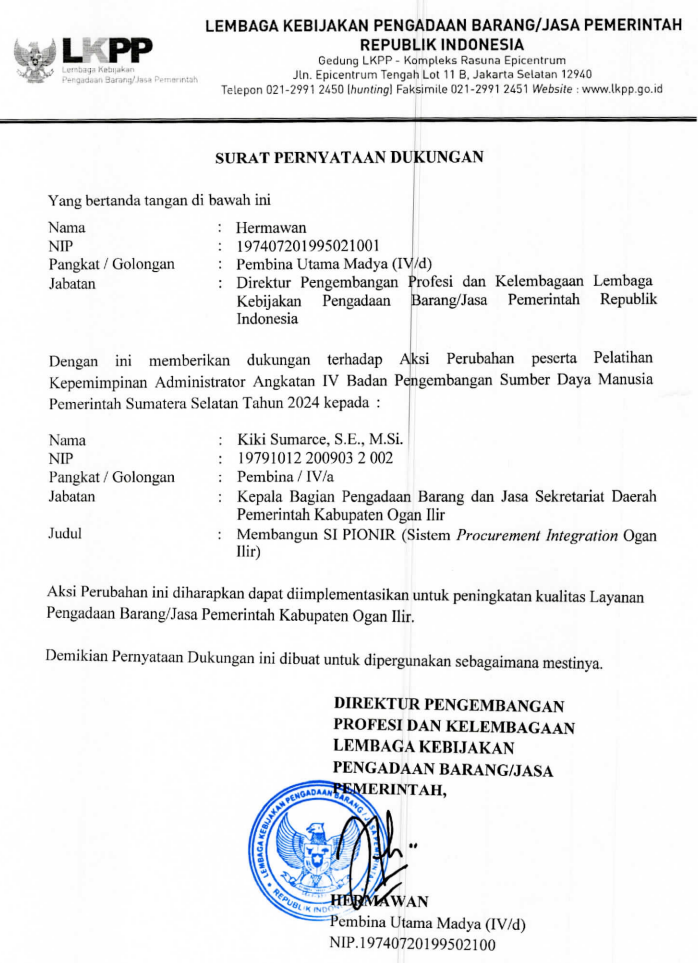 LEMBAGA KEBIJAKAN PENGADAAN BARANG/JASA PEMERINTAH
REPUBLIK INDONESIA
Gedung LKPP - Kompleks Rasuna Epicentrum
Jln. Epicentrum Tengah Lot 11 B, Jakarta Selatan 12940
Telepon 021-2991 2450 (hunting) Faksimile 021-2991 2451 Website : www.lkpp.go.id
LKPP
Lembaga Kebijakan
Pengadaan Barang/Jasa Pemerintah
SURAT PERNYATAAN DUKUNGAN
Yang bertanda tangan di bawah ini
Nama : Hermawan
NIP : 197407201995021001
Pangkat / Golongan : Pembina Utama Madya (IV/d)
Jabatan : Direktur Pengembangan Profesi dan Kelembagaan Lembaga
Kebijakan Pengadaan Barang/Jasa Pemerintah Republik
Indonesia
Dengan ini memberikan dukungan terhadap Aksi Perubahan peserta Pelatihan
Kepemimpinan Administrator Angkatan IV Badan Pengembangan Sumber Daya Manusia
Pemerintah Sumatera Selatan Tahun 2024 kepada :
Nama : Kiki Sumarce, S.E., M.Si.
NIP : 19791012 200903 2 002
Pangkat / Golongan : Pembina / IV/a
Jabatan : Kepala Bagian Pengadaan Barang dan Jasa Sekretariat Daerah
Pemerintah Kabupaten Ogan Ilir
Judul : Membangun SI PIONIR (Sistem Procurement Integration Ogan
Ilir)
Aksi Perubahan ini diharapkan dapat diimplementasikan untuk peningkatan kualitas Layanan
Pengadaan Barang/Jasa Pemerintah Kabupaten Ogan Ilir.
Demikian Pernyataan Dukungan ini dibuat untuk dipergunakan sebagaimana mestinya.
DIREKTUR PENGEMBANGAN
PROFESI DAN KELEMBAGAAN
LEMBAGA KEBIJAKAN
PENGADAAN BARANG/JASA
PEMERINTAH,
LEMBAGA KEBIJAKAN PENGADAAN BARANG/JASA PEMERINTAH
REPUBLIK INDON
HERMAWAN
Pembina Utama Madya (IV/d)
NIP.19740720199502100